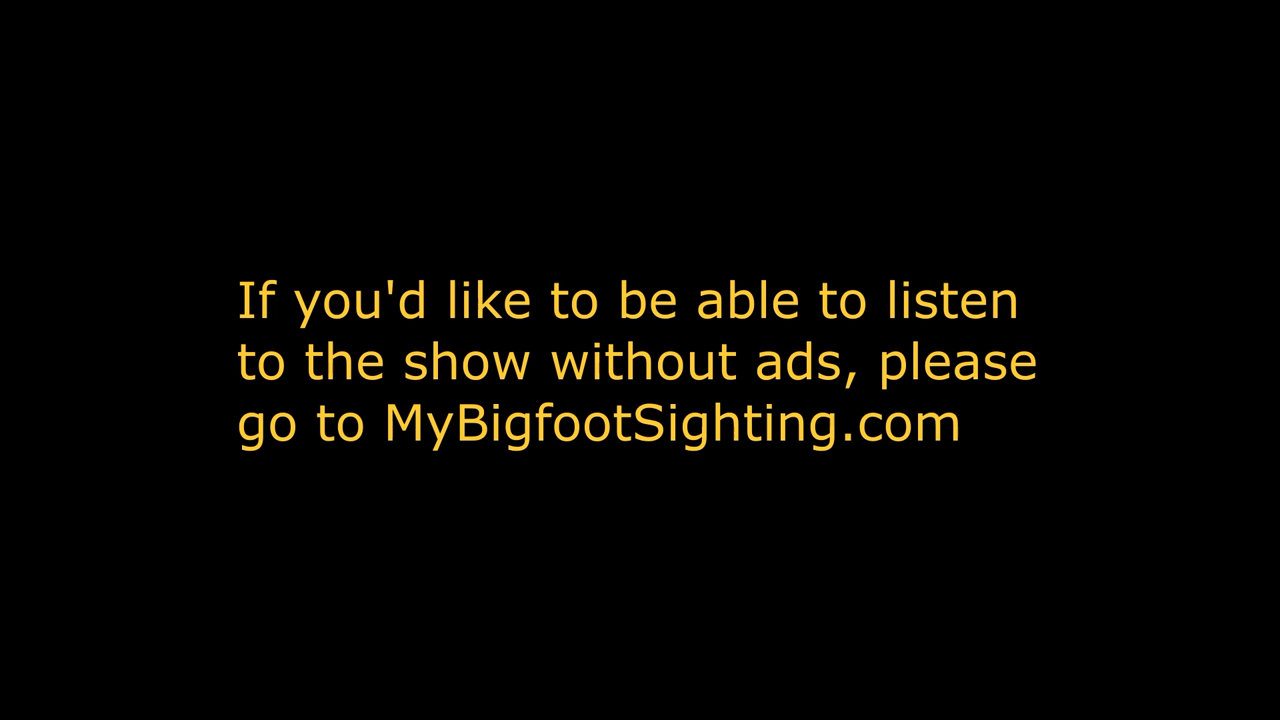 If you'd like to be able to listen
to the show without ads, please
go to MyBigfootSighting.com